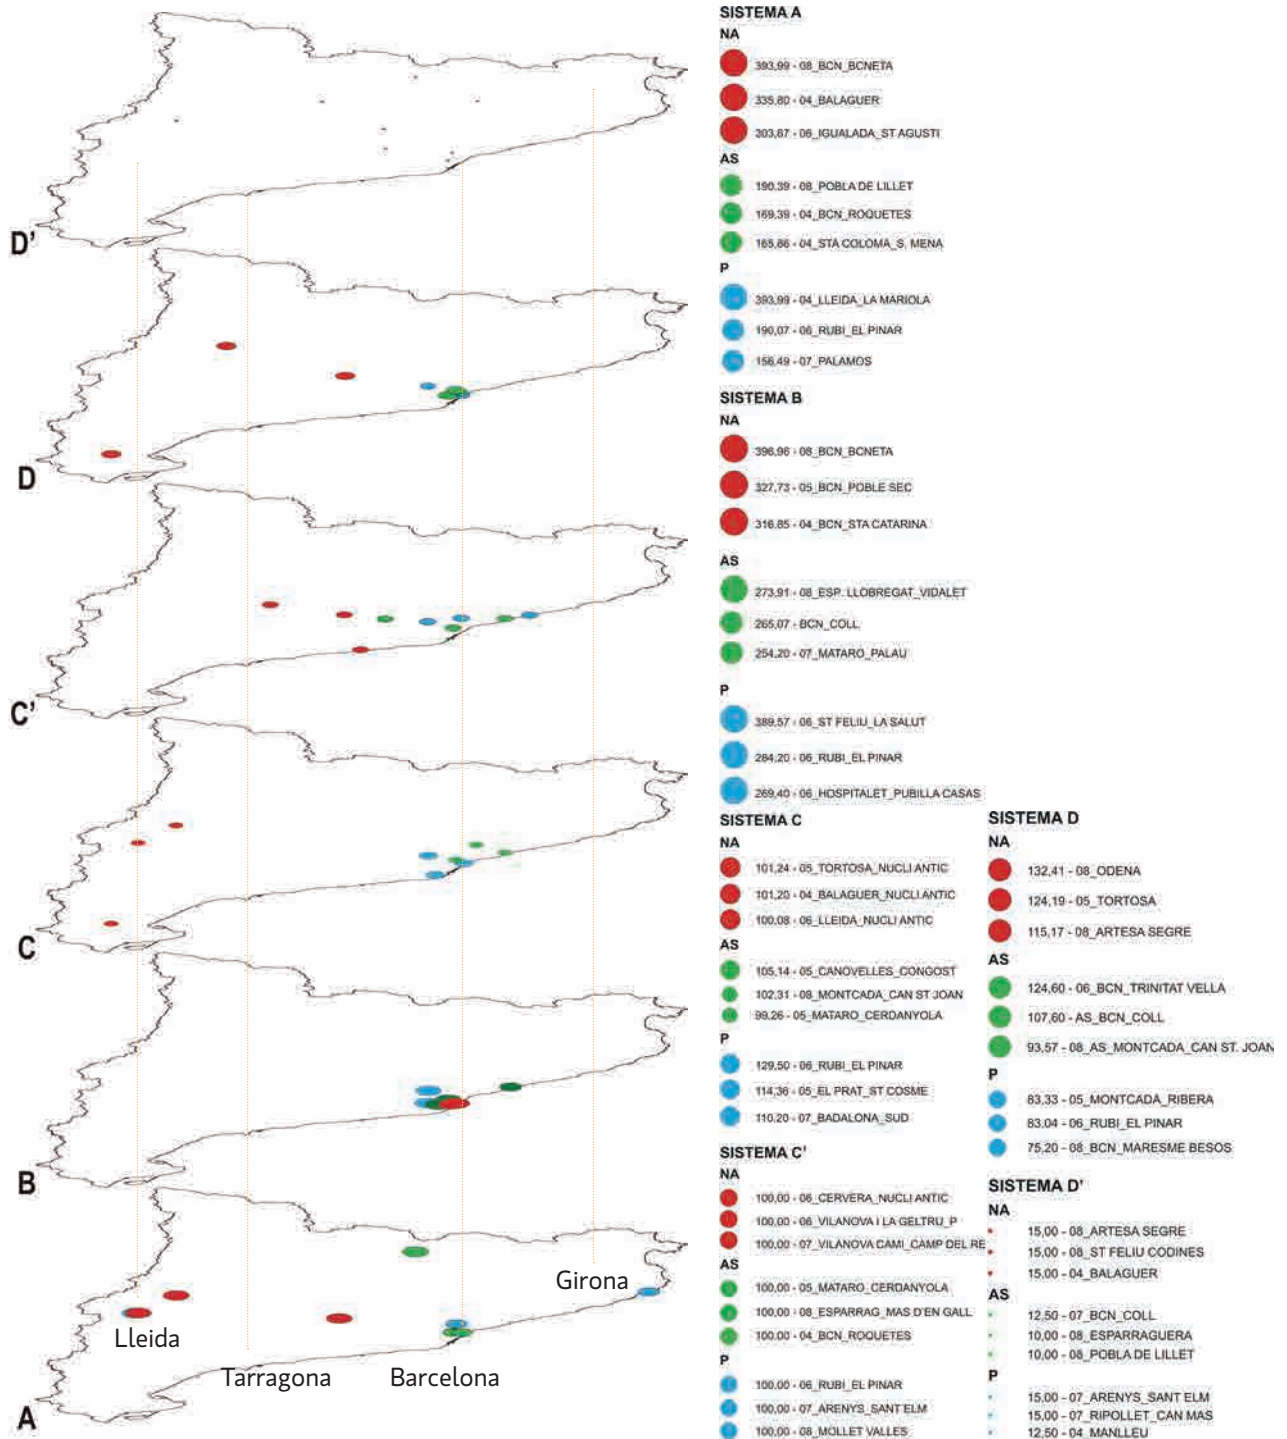 D'
D
C'
C
B
A
Lleida
Tarragona
Barcelona
Girona
SISTEMA A
NA
393,99 - 08_BCN_BCNETA
335,80 - 04_BALAGUER
303,87 - 06_IGUALADA_ST AGUSTI
AS
190,39 - 08_POBLA DE LILLET
169,39 - 04_BCN_ROQUETES
165,86 - 04_STA COLOMA_S. MENA
P
393,99 - 04_LLEIDA_LA MARIOLA
190,07 - 06_RUBI_EL PINAR
156,49 - 07_PALAMOS
SISTEMA B
NA
396,96 - 08_BCN_BCNETA
327,73 - 05_BCN_POBLE SEC
316,85 - 04_BCN_STA CATARINA
AS
273,91 - 08_ESP. LLOBREGAT_VIDALET
265,07 - BCN_COLL
254,20 - 07_MATARO_PALAU
P
389,57 - 06_ST FELIU_LA SALUT
284,20 - 06_RUBI_EL PINAR
269,40 - 06_HOSPITALET_PUBILLA CASAS
SISTEMA C
NA
101,24 - 05_TORTOSA_NUCLI ANTIC
101,20 - 04_BALAGUER_NUCLI ANTIC
100,08 - 06_LLEIDA_NUCLI ANTIC
AS
105,14 - 05_CANOVELLES_CONGOST
102,31 - 08_MONTCADA_CAN ST JOAN
99,26 - 05_MATARO_CERDANYOLA
P
129,50 - 06_RUBI_EL PINAR
114,36 - 05_EL PRAT_ST COSME
110,20 - 07_BADALONA_SUD
SISTEMA C'
NA
100,00 - 06_CERVERA_NUCLI ANTIC
100,00 - 06_VILANOVA I LA GELTRU_P
100,00 - 07_VILANOVA CAMI_CAMP DEL RE
AS
100,00 - 05_MATARO_CERDANYOLA
100,00 - 08_ESPARRAG_MAS D'EN GALL
100,00 - 04_BCN_ROQUETES
P
100,00 - 06_RUBI_EL PINAR
100,00 - 07_ARENYS_SANT ELM
100,00 - 08_MOLLET VALLES
SISTEMA D
NA
132,41 - 08_ODENA
124,19 - 05_TORTOSA
115,17 - 08_ARTESA SEGRE
AS
124,60 - 06_BCN_TRINITAT VELLA
107,60 - AS_BCN_COLL
93,57 - 08_AS_MONTCADA_CAN ST. JOAN
P
83,33 - 05_MONTCADA_RIBERA
83,04 - 06_RUBI_EL PINAR
75,20 - 08_BCN_MARESME BESOS
SISTEMA D'
NA
15,00 - 08_ARTESA SEGRE
15,00 - 08_ST FELIU CODINES
15,00 - 04_BALAGUER
AS
12,50 - 07_BCN_COLL
10,00 - 08_ESPARRAGUERA
10,00 - 08_POBLA DE LILLET
P
15,00 - 07_ARENYS_SANT ELM
15,00 - 07_RIPOLLET_CAN MAS
12,50 - 04_MANLLEU